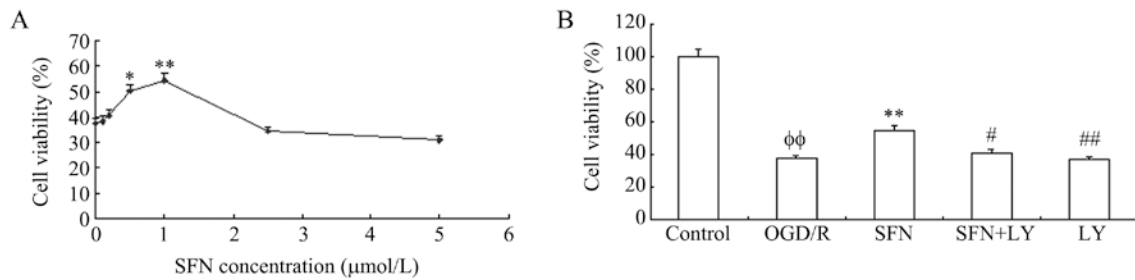 A
Cell viability (%)
70
60
50
40
30
20
10
0
* **
0 1 2 3 4 5 6
SFN concentration (μmol/L)
B
Cell viability (%)
120
100
80
60
40
20
0
ϕϕ ** # ##
Control OGD/R SFN SFN+LY LY